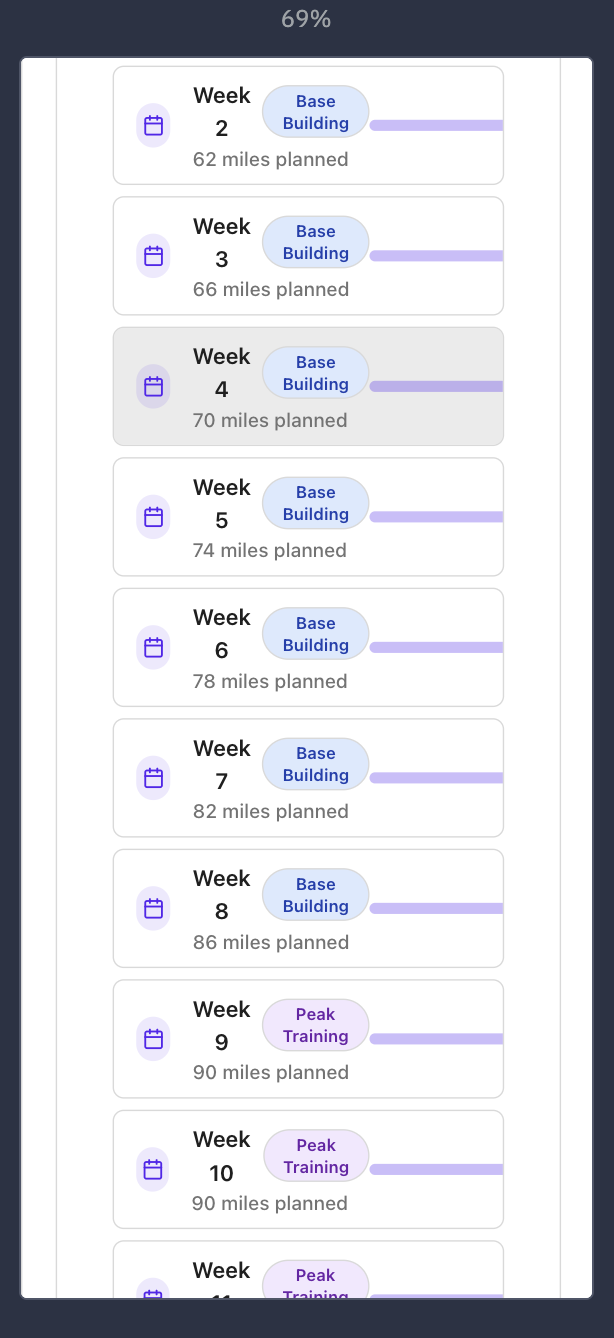 69%
Week
2
Base
Building
62 miles planned
Week
3
Base
Building
66 miles planned
Week
4
Base
Building
70 miles planned
Week
5
Base
Building
74 miles planned
Week
6
Base
Building
78 miles planned
Week
7
Base
Building
82 miles planned
Week
8
Base
Building
86 miles planned
Week
9
Peak
Training
90 miles planned
Week
10
Peak
Training
90 miles planned
Week
11
Peak
Training